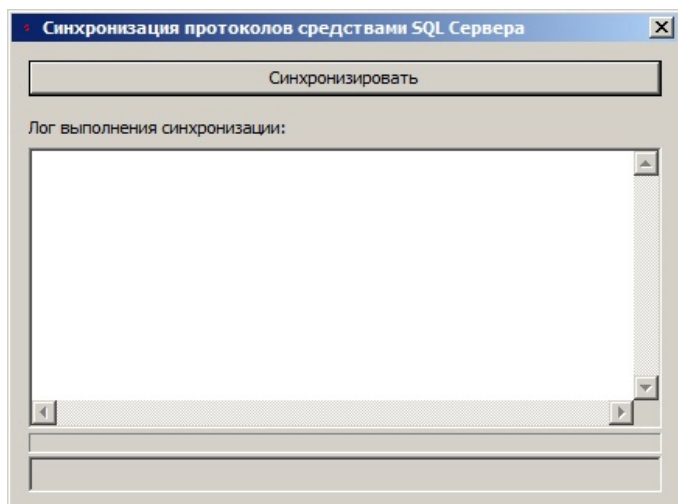 Синхронизация протоколов средствами SQL Сервера
Синхронизировать
Лог выполнения синхронизации: